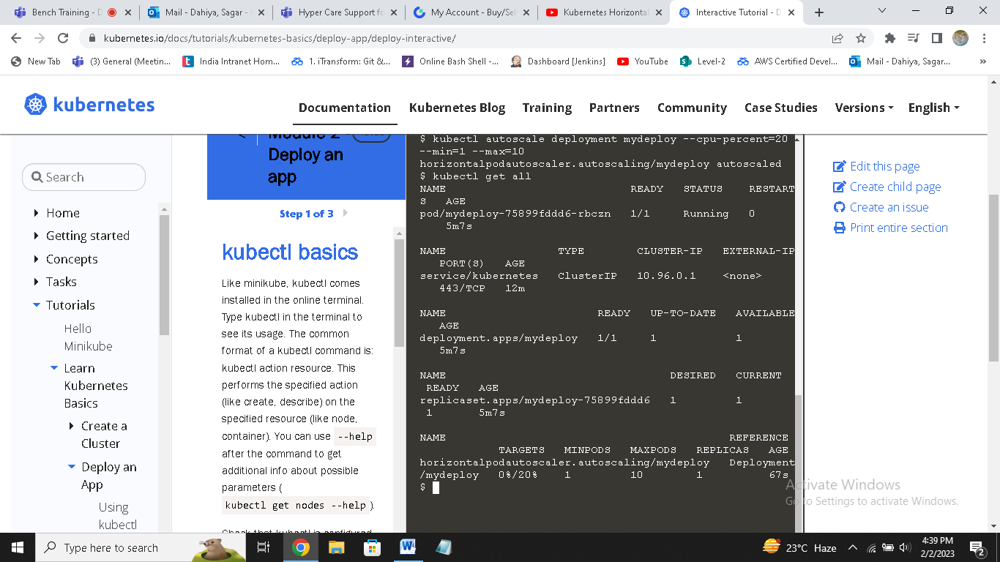 Bench Training - D
Mail - Dahiya, Sagar -
Hyper Care Support fo
My Account - Buy/Sel
Kubernetes Horizontal
Interactive Tutorial - D
kubernetes.io/docs/tutorials/kubernetes-basics/deploy-app/deploy-interactive/
New Tab
(3) General (Meetin...
India Intranet Hom...
1. iTransform: Git &...
Online Bash Shell -...
Dashboard [Jenkins]
YouTube
Level-2
AWS Certified Devel...
Mail - Dahiya, Sagar...
»
kubernetes
Documentation
Kubernetes Blog
Training
Partners
Community
Case Studies
Versions
English
Search
Home
Getting started
Concepts
Tasks
Tutorials
Hello
Minikube
Learn
Kubernetes
Basics
Create a
Cluster
Deploy an
App
Using
kubectl
Module 2 -
Deploy an
app
Step 1 of 3
kubectl basics
Like minikube, kubectl comes
installed in the online terminal.
Type kubectl in the terminal to
see its usage. The common
format of a kubectl command is:
kubectl action resource. This
performs the specified action
(like create, describe) on the
specified resource (like node,
container). You can use --help
after the command to get
additional info about possible
parameters (
kubectl get nodes --help ).
Check that kubectl is configured
$ kubectl autoscale deployment mydeploy --cpu-percent=20
--min=1 --max=10
horizontalpodautoscaler.autoscaling/mydeploy autoscaled
$ kubectl get all
NAME READY STATUS RESTART
S AGE
pod/mydeploy-75899fddd6-rbczn 1/1 Running 0
5m7s
NAME TYPE CLUSTER-IP EXTERNAL-IP
PORT(S) AGE
service/kubernetes ClusterIP 10.96.0.1 <none>
443/TCP 12m
NAME READY UP-TO-DATE AVAILABLE
AGE
deployment.apps/mydeploy 1/1 1 1
5m7s
NAME DESIRED CURRENT
READY AGE
replicaset.apps/mydeploy-75899fddd6 1 1
1 5m7s
NAME REFERENCE
TARGETS MINPODS MAXPODS REPLICAS AGE
horizontalpodautoscaler.autoscaling/mydeploy Deployment
/mydeploy 0%/20% 1 10 1 67s
$
Edit this page
Create child page
Create an issue
Print entire section
Activate Windows
Go to Settings to activate Windows.
Type here to search
23°C Haze
4:39 PM
2/2/2023
2